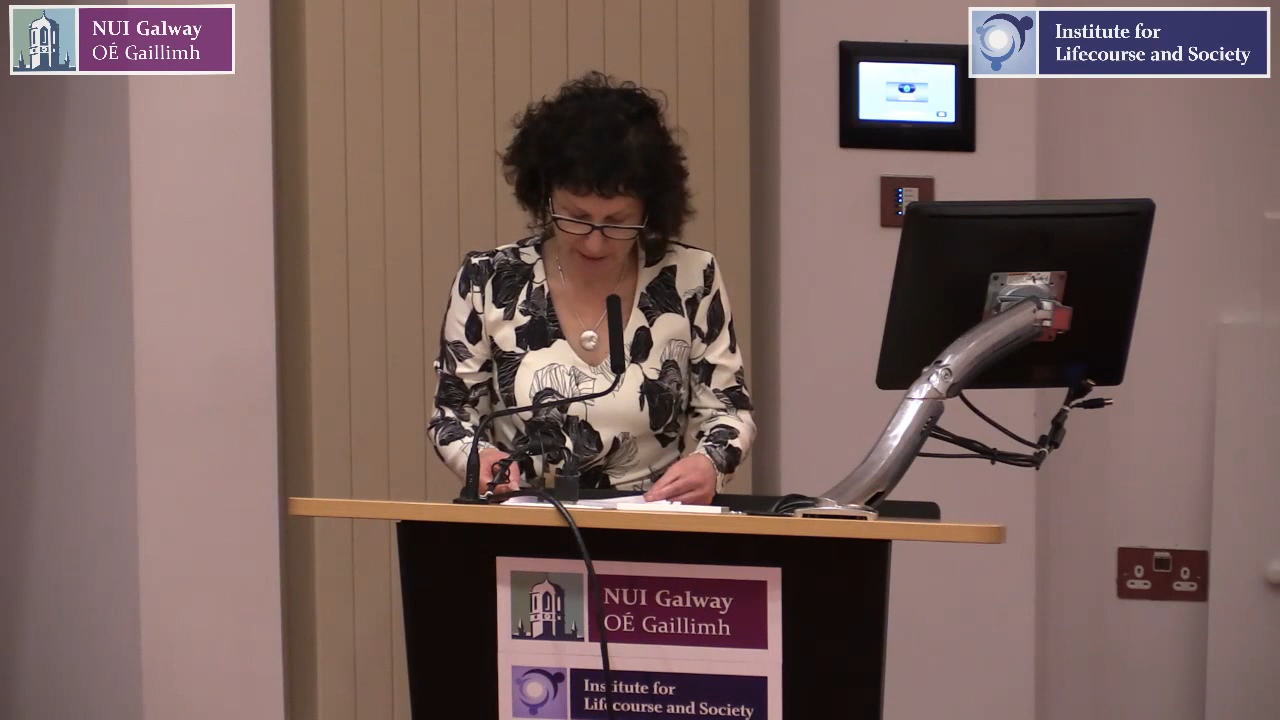 NUI Galway
OÉ Gaillimh
Institute for
Lifecourse and Society
NUI Galway
OÉ Gaillimh
Institute for
Lifecourse and Society